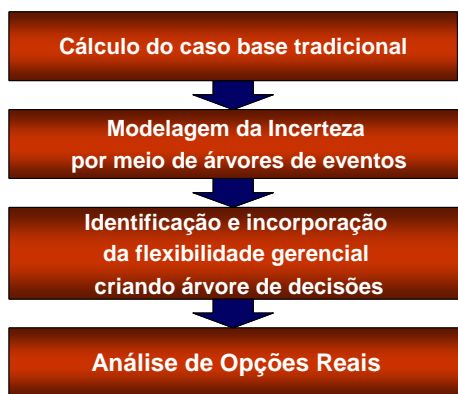 Cálculo do caso base tradicional
Modelagem da Incerteza
por meio de árvores de eventos
Identificação e incorporação
da flexibilidade gerencial
criando árvore de decisões
Análise de Opções Reais